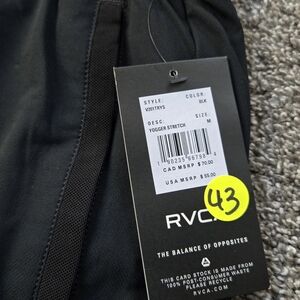 STYLE: COLOR:
V201TRYS BLK
DESC: SIZE:
YOGGER STRETCH M
CAD MSRP $70.00
USA MSRP $55.00
43
RVCA
THE BALANCE OF OPPOSITES
THIS CARD STOCK IS MADE FROM
100% POST-CONSUMER WASTE
PLEASE RECYCLE
RVCA.COM